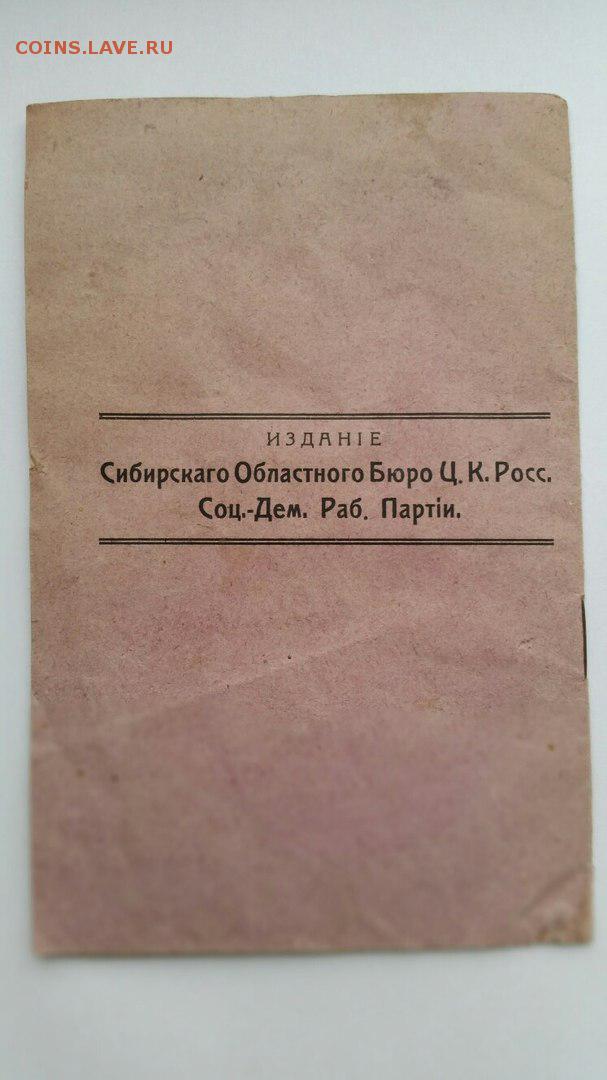 COINS.LAVE.RU
ИЗДАНІЕ
Сибирскаго Областного Бюро Ц. К. Росс.
Соц.-Дем. Раб. Партіи.